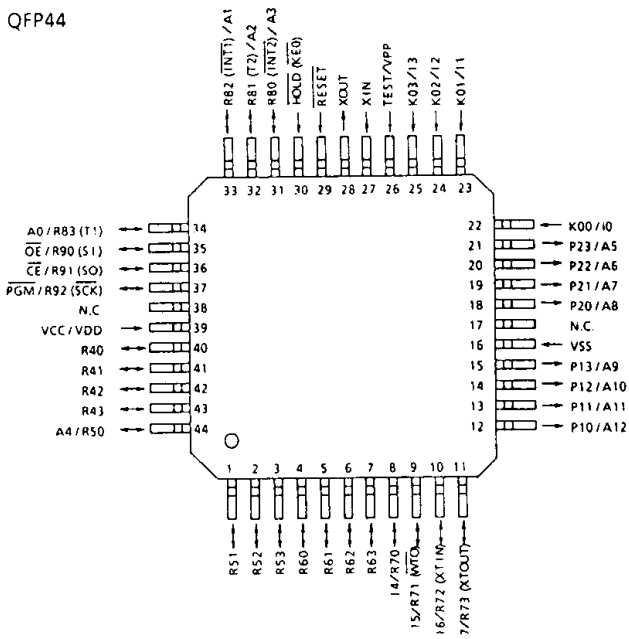 QFP44
R82 (INT1) / A1
R81 (T2) / A2
R80 (INT2) / A3
HOLD (KE0)
RESET
XOUT
XIN
TEST/VPP
K03/I3
K02/I2
K01/I1
33 32 31 30 29 28 27 26 25 24 23
A0 / R83 (T1) 34
OE / R90 (SI) 35
CE / R91 (SO) 36
PGM / R92 (SCK) 37
N.C 38
VCC / VDD 39
R40 40
R41 41
R42 42
R43 43
A4 / R50 44
22 K00 / I0
21 P23 / A5
20 P22 / A6
19 P21 / A7
18 P20 / A8
17 N.C.
16 VSS
15 P13 / A9
14 P12 / A10
13 P11 / A11
12 P10 / A12
1 2 3 4 5 6 7 8 9 10 11
R51
R52
R53
R60
R61
R62
R63
I4/R70
I5/R71 (WTO)
I6/R72 (XTIN)
7/R73 (XTOUT)